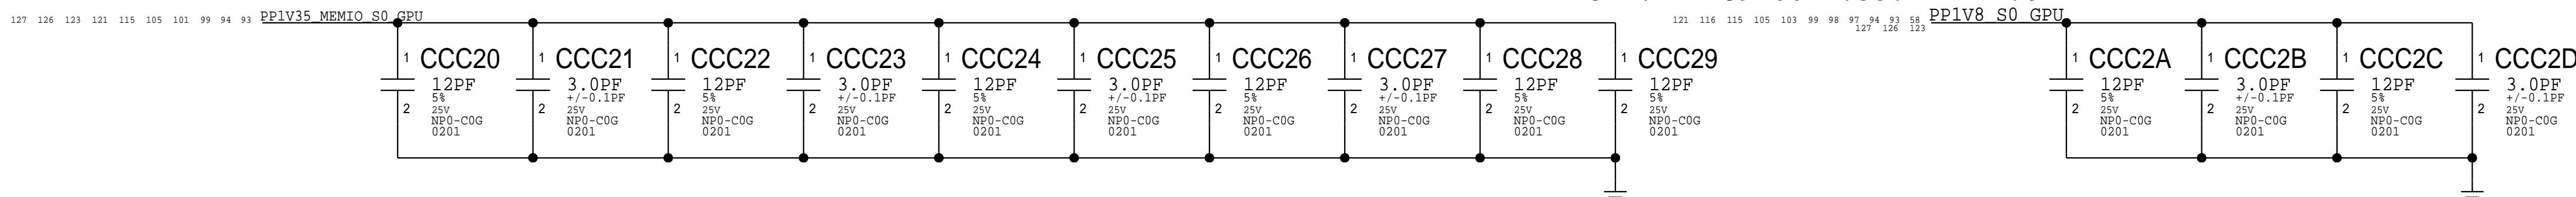 127 126 123 121 115 105 101 99 94 93 PP1V35_MEMIO_S0_GPU
1 CCC20
12PF
5%
25V
2 NP0-C0G
0201
1 CCC21
3.0PF
+/-0.1PF
25V
2 NP0-C0G
0201
1 CCC22
12PF
5%
25V
2 NP0-C0G
0201
1 CCC23
3.0PF
+/-0.1PF
25V
2 NP0-C0G
0201
1 CCC24
12PF
5%
25V
2 NP0-C0G
0201
1 CCC25
3.0PF
+/-0.1PF
25V
2 NP0-C0G
0201
1 CCC26
12PF
5%
25V
2 NP0-C0G
0201
1 CCC27
3.0PF
+/-0.1PF
25V
2 NP0-C0G
0201
1 CCC28
12PF
5%
25V
2 NP0-C0G
0201
1 CCC29
12PF
5%
25V
2 NP0-C0G
0201
121 116 115 105 103 99 98 97 94 93 58 PP1V8_S0_GPU
127 126 123
1 CCC2A
12PF
5%
25V
2 NP0-C0G
0201
1 CCC2B
3.0PF
+/-0.1PF
25V
2 NP0-C0G
0201
1 CCC2C
12PF
5%
25V
2 NP0-C0G
0201
1 CCC2D
3.0PF
+/-0.1PF
25V
2 NP0-C0G
0201